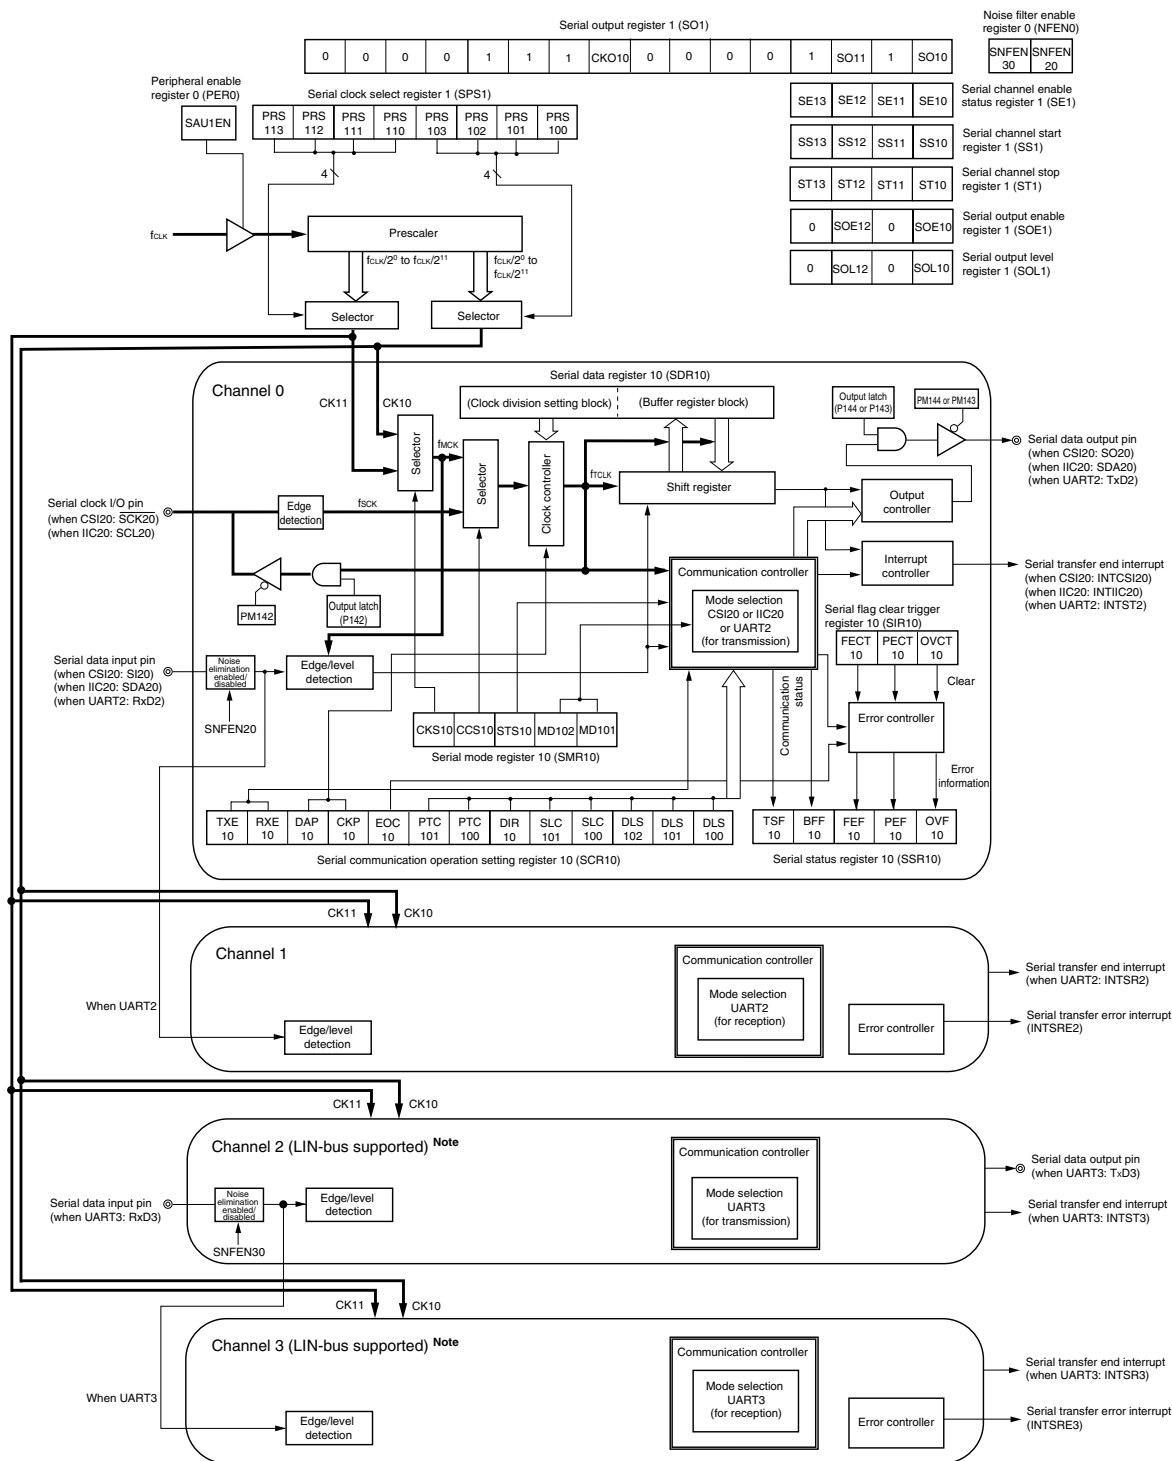 Serial output register 1 (SO1)
0 0 0 0 1 1 1 CKO10 0 0 0 0 1 SO11 1 SO10
Noise filter enable
register 0 (NFEN0)
SNFEN
30
SNFEN
20
Peripheral enable
register 0 (PER0)
SAU1EN
Serial clock select register 1 (SPS1)
PRS
113
PRS
112
PRS
111
PRS
110
PRS
103
PRS
102
PRS
101
PRS
100
4
4
SE13 SE12 SE11 SE10
Serial channel enable
status register 1 (SE1)
SS13 SS12 SS11 SS10
Serial channel start
register 1 (SS1)
ST13 ST12 ST11 ST10
Serial channel stop
register 1 (ST1)
0 SOE12 0 SOE10
Serial output enable
register 1 (SOE1)
0 SOL12 0 SOL10
Serial output level
register 1 (SOL1)
fCLK
Prescaler
fCLK/2⁰ to fCLK/2¹¹
fCLK/2⁰ to
fCLK/2¹¹
Selector
Selector
Channel 0
CK11
CK10
Serial data register 10 (SDR10)
(Clock division setting block)
(Buffer register block)
Selector
fMCK
Selector
Clock controller
fTCLK
Shift register
Output latch
(P144 or P143)
PM144 or PM143
Serial data output pin
(when CSI20: SO20)
(when IIC20: SDA20)
(when UART2: TxD2)
Output
controller
Serial clock I/O pin
(when CSI20: SCK20)
(when IIC20: SCL20)
Edge
detection
fSCK
PM142
Output latch
(P142)
Communication controller
Mode selection
CSI20 or IIC20
or UART2
(for transmission)
Interrupt
controller
Serial transfer end interrupt
(when CSI20: INTCSI20)
(when IIC20: INTIIC20)
(when UART2: INTST2)
Serial flag clear trigger
register 10 (SIR10)
FECT
10
PECT
10
OVCT
10
Clear
Serial data input pin
(when CSI20: SI20)
(when IIC20: SDA20)
(when UART2: RxD2)
Noise
elimination
enabled/
disabled
SNFEN20
Edge/level
detection
CKS10 CCS10 STS10 MD102 MD101
Serial mode register 10 (SMR10)
Communication
status
Error controller
Error
information
TXE
10
RXE
10
DAP
10
CKP
10
EOC
10
PTC
101
PTC
100
DIR
10
SLC
101
SLC
100
DLS
102
DLS
101
DLS
100
Serial communication operation setting register 10 (SCR10)
TSF
10
BFF
10
FEF
10
PEF
10
OVF
10
Serial status register 10 (SSR10)
CK11
CK10
Channel 1
Communication controller
Mode selection
UART2
(for reception)
When UART2
Edge/level
detection
Error controller
Serial transfer end interrupt
(when UART2: INTSR2)
Serial transfer error interrupt
(INTSRE2)
CK11
CK10
Channel 2 (LIN-bus supported) Note
Communication controller
Mode selection
UART3
(for transmission)
Serial data input pin
(when UART3: RxD3)
Noise
elimination
enabled/
disabled
SNFEN30
Edge/level
detection
Serial data output pin
(when UART3: TxD3)
Serial transfer end interrupt
(when UART3: INTST3)
CK11
CK10
Channel 3 (LIN-bus supported) Note
Communication controller
Mode selection
UART3
(for reception)
When UART3
Edge/level
detection
Error controller
Serial transfer end interrupt
(when UART3: INTSR3)
Serial transfer error interrupt
(INTSRE3)